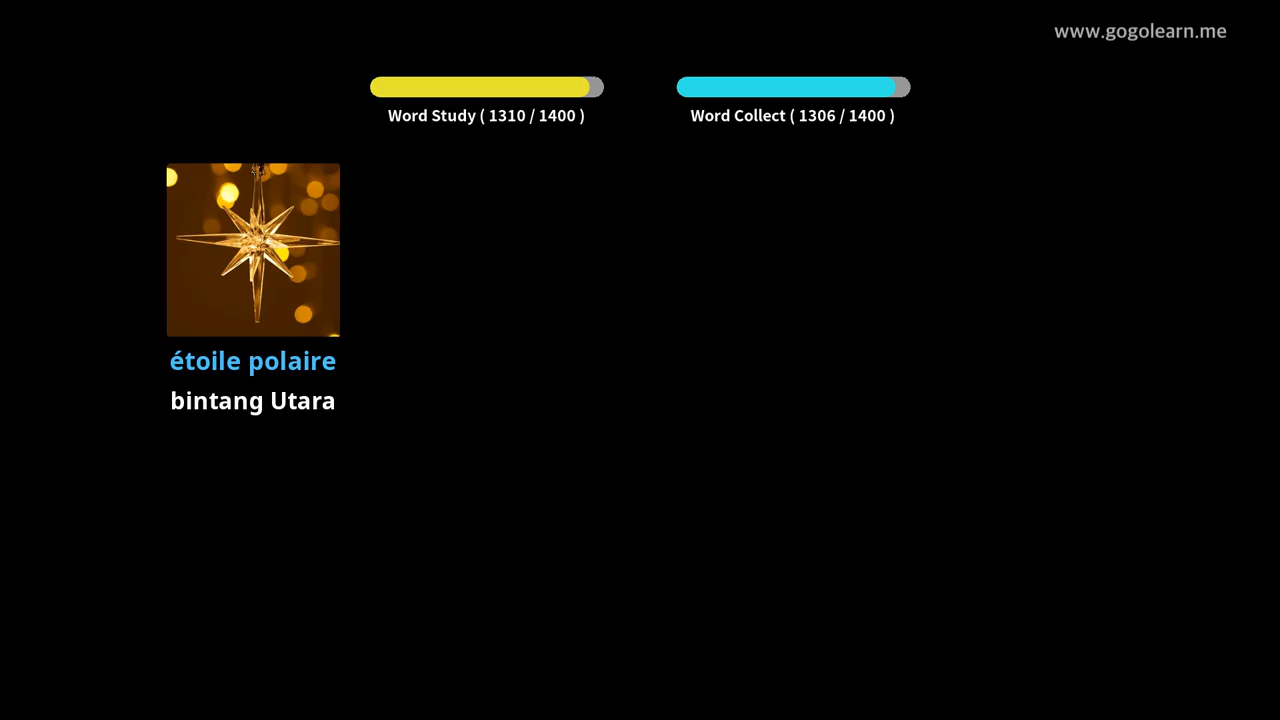 www.gogolearn.me
Word Study ( 1310 / 1400 )
Word Collect ( 1306 / 1400 )
étoile polaire
bintang Utara